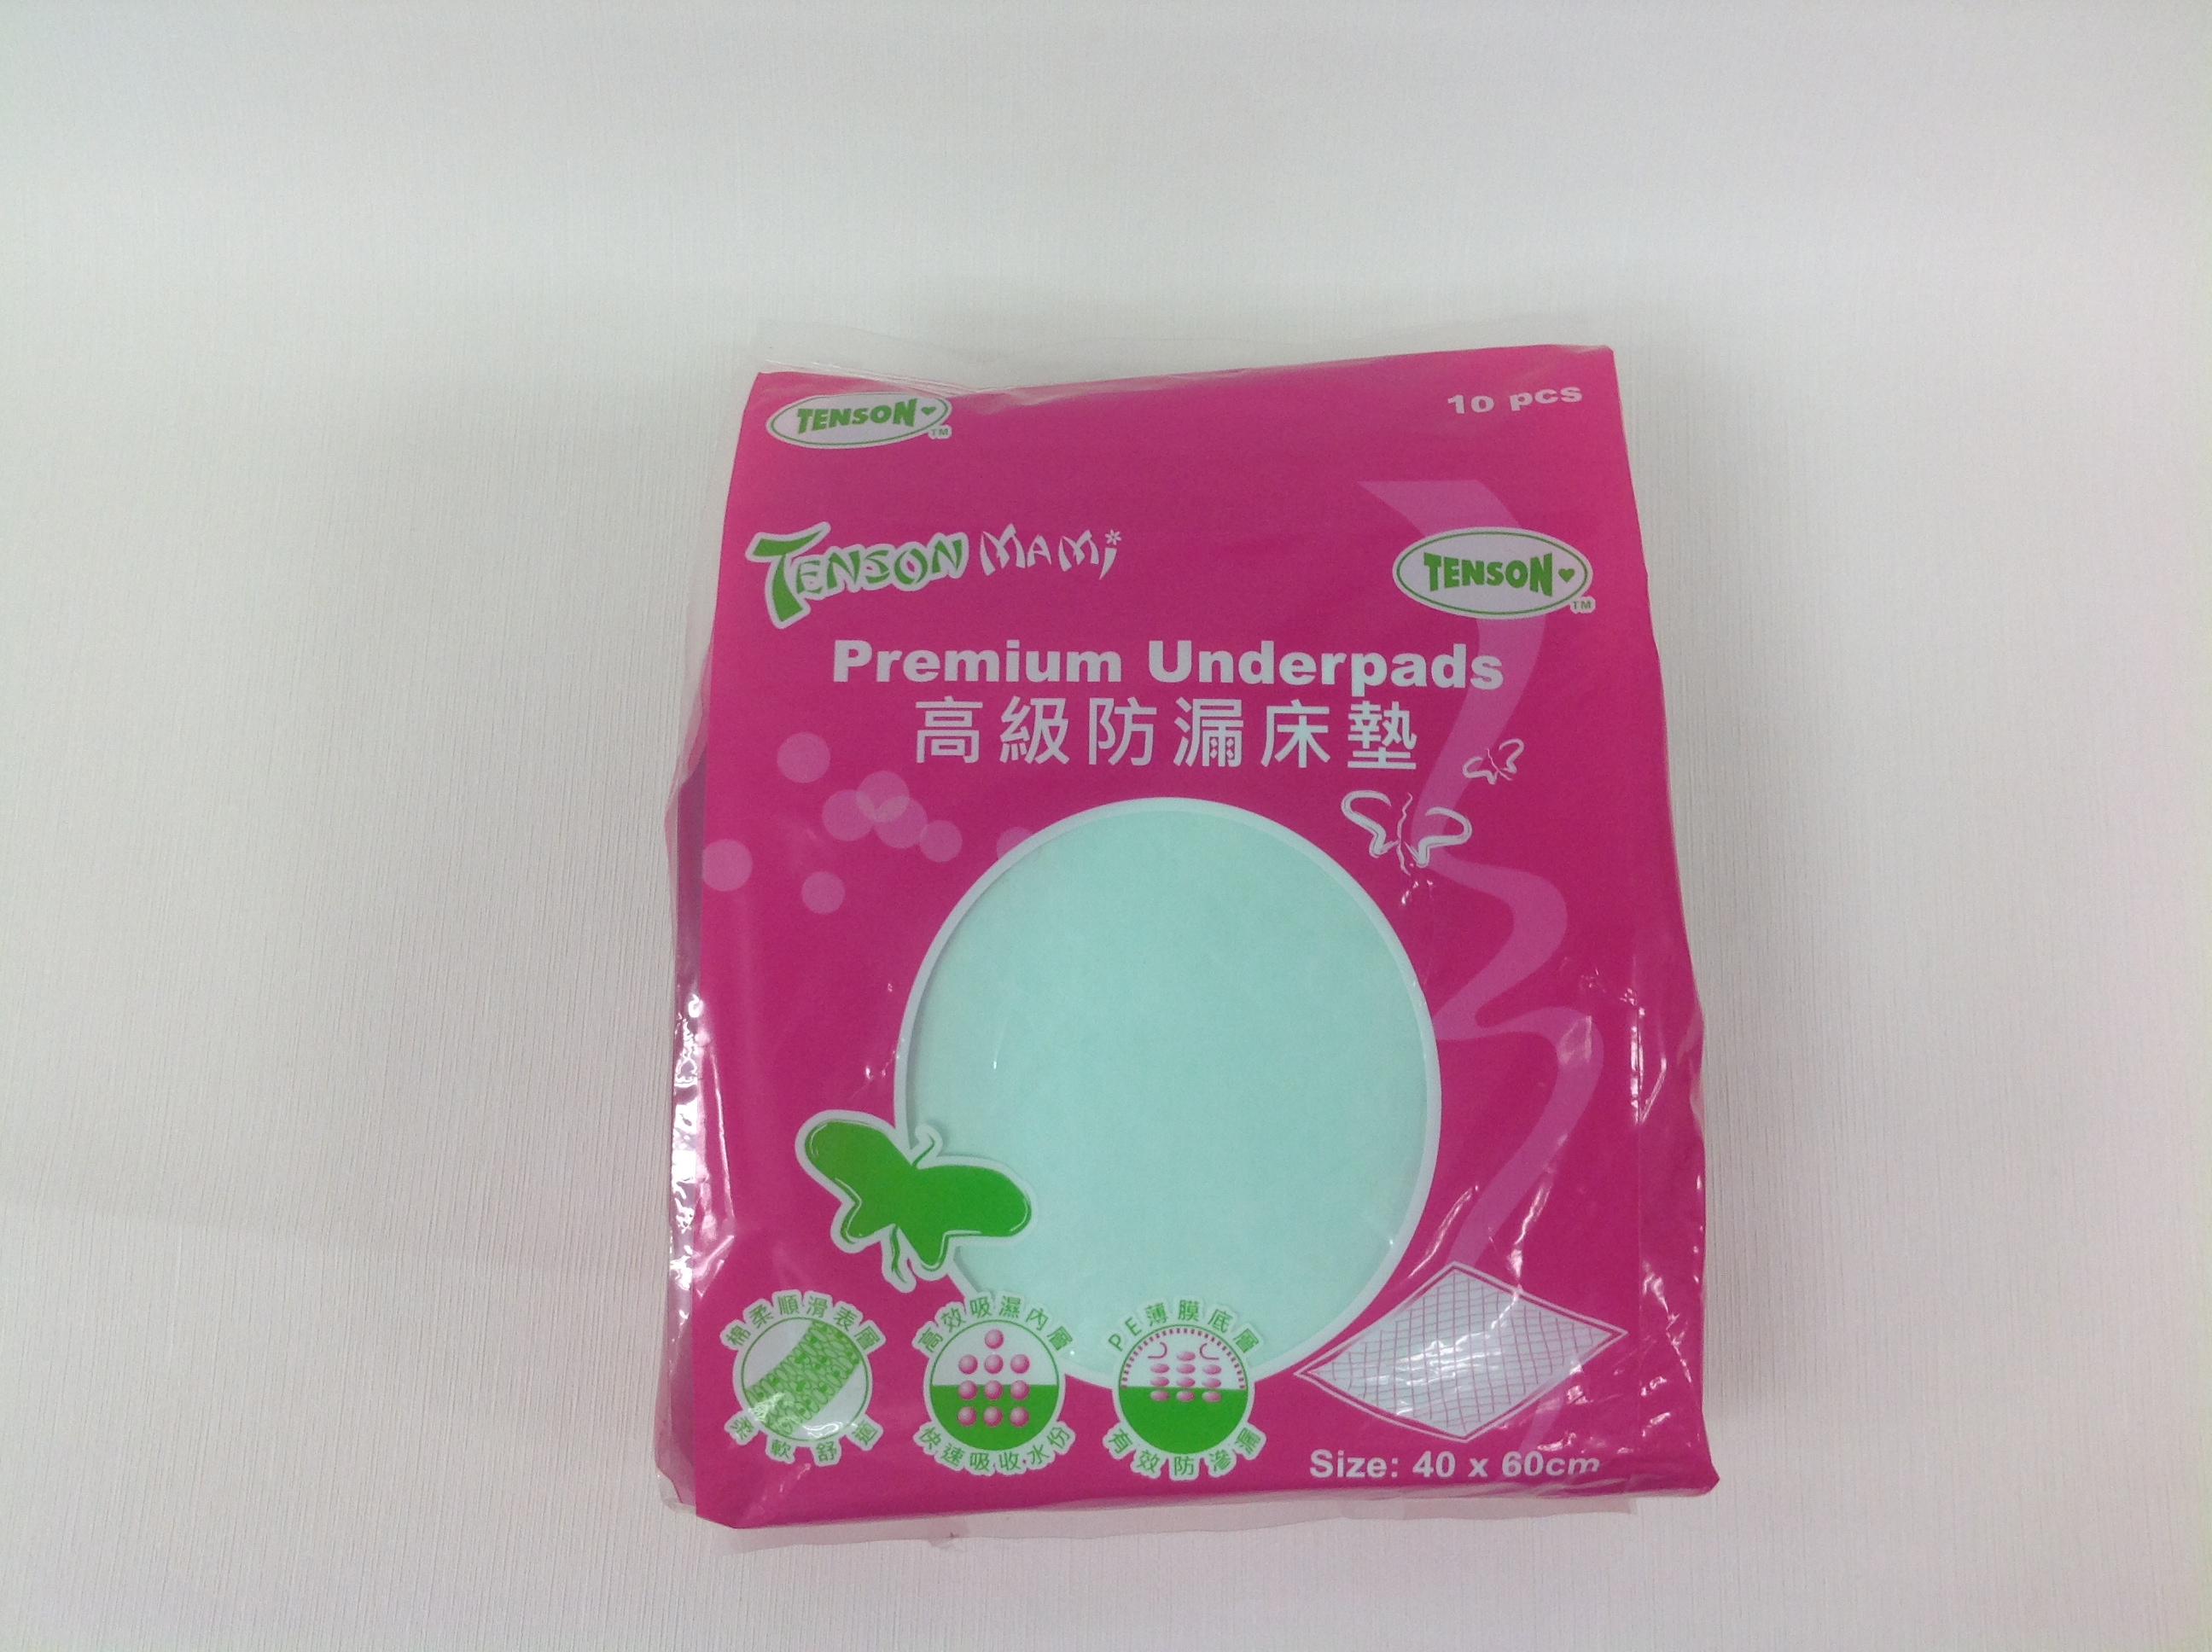 TENSON TM
10 pcs
TENSON MAMi
TENSON TM
Premium Underpads
高級防漏床墊
棉柔順滑表層
柔軟舒適
高效吸濕內層
快速吸收水份
PE薄膜底層
有效防滲漏
Size: 40 x 60cm